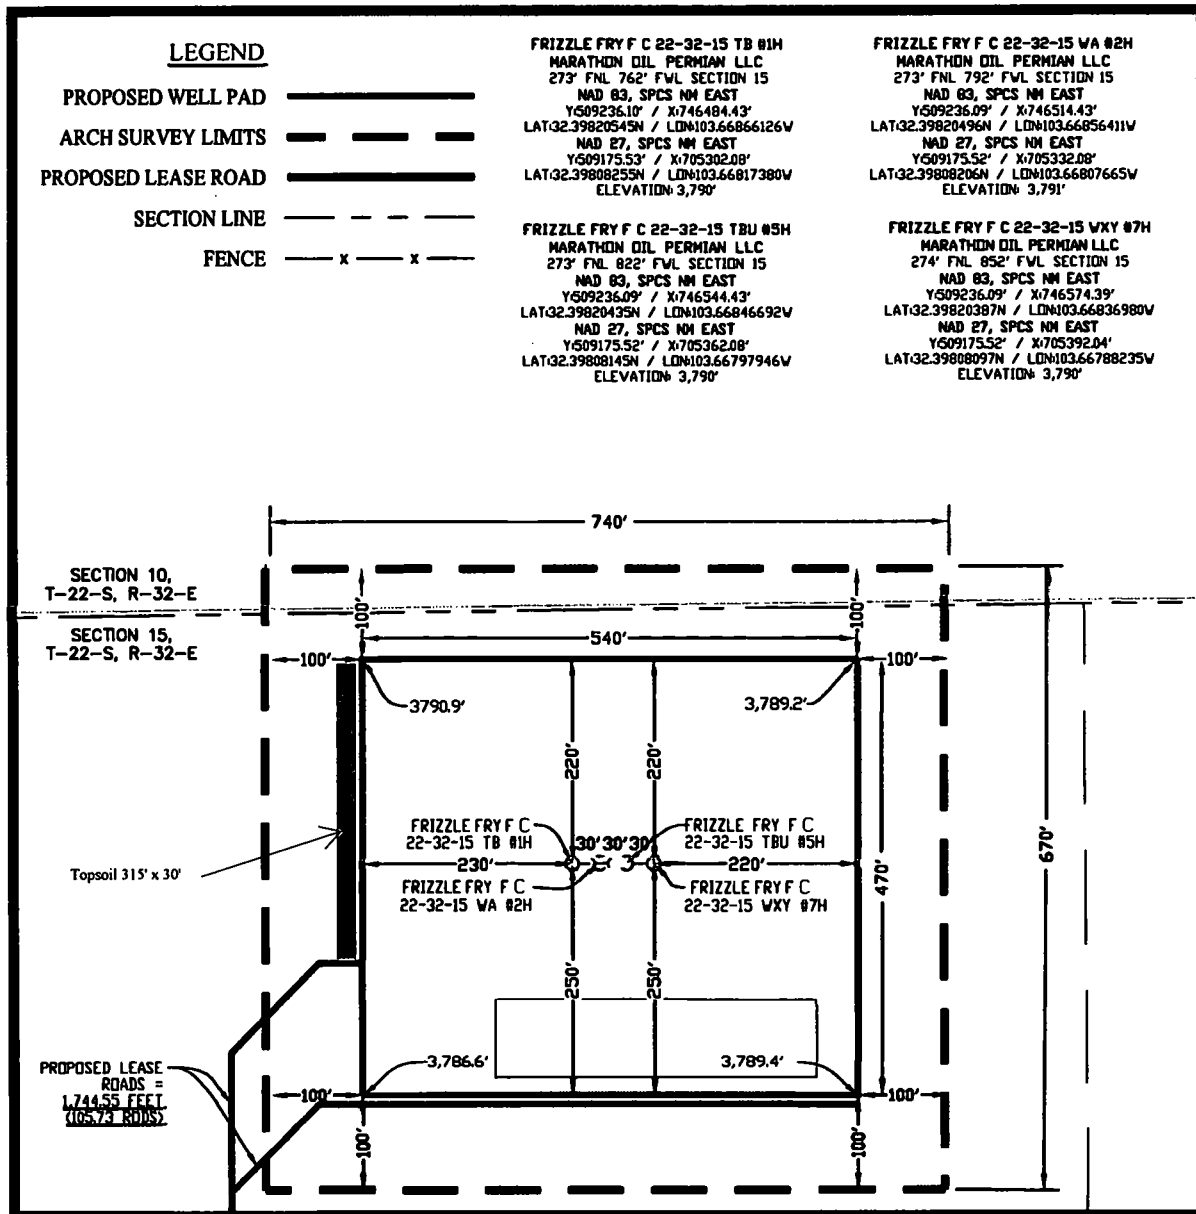 LEGEND
PROPOSED WELL PAD
ARCH SURVEY LIMITS
PROPOSED LEASE ROAD
SECTION LINE
FENCE
x x
FRIZZLE FRY F C 22-32-15 TB #1H
MARATHON OIL PERMIAN LLC
273' FNL 762' FWL SECTION 15
NAD 83, SPCS NM EAST
Y:509236.10' / X:746484.43'
LAT:32.39820545N / LON:103.66866126W
NAD 27, SPCS NM EAST
Y:509175.53' / X:705302.08'
LAT:32.39808255N / LON:103.66817380W
ELEVATION: 3,790'
FRIZZLE FRY F C 22-32-15 WA #2H
MARATHON OIL PERMIAN LLC
273' FNL 792' FWL SECTION 15
NAD 83, SPCS NM EAST
Y:509236.09' / X:746514.43'
LAT:32.39820496N / LON:103.66856411W
NAD 27, SPCS NM EAST
Y:509175.52' / X:705332.08'
LAT:32.39808206N / LON:103.66807665W
ELEVATION: 3,791'
FRIZZLE FRY F C 22-32-15 TBU #5H
MARATHON OIL PERMIAN LLC
273' FNL 822' FWL SECTION 15
NAD 83, SPCS NM EAST
Y:509236.09' / X:746544.43'
LAT:32.39820435N / LON:103.66846692W
NAD 27, SPCS NM EAST
Y:509175.52' / X:705362.08'
LAT:32.39808145N / LON:103.66797946W
ELEVATION: 3,790'
FRIZZLE FRY F C 22-32-15 WXY #7H
MARATHON OIL PERMIAN LLC
274' FNL 852' FWL SECTION 15
NAD 83, SPCS NM EAST
Y:509236.09' / X:746574.39'
LAT:32.39820387N / LON:103.66836980W
NAD 27, SPCS NM EAST
Y:509175.52' / X:705392.04'
LAT:32.39808097N / LON:103.66788235W
ELEVATION: 3,790'
740'
SECTION 10,
T-22-S, R-32-E
SECTION 15,
T-22-S, R-32-E
100'
100'
540'
100'
100'
3790.9'
3,789.2'
220'
220'
FRIZZLE FRY F C
22-32-15 TB #1H
30' 30' 30'
FRIZZLE FRY F C
22-32-15 TBU #5H
230'
220'
FRIZZLE FRY F C
22-32-15 WA #2H
FRIZZLE FRY F C
22-32-15 WXY #7H
470'
670'
Topsoil 315' x 30'
250'
250'
3,786.6'
3,789.4'
PROPOSED LEASE
ROADS =
1,744.55 FEET
(105.73 RODS)
100'
100'
100'
100'